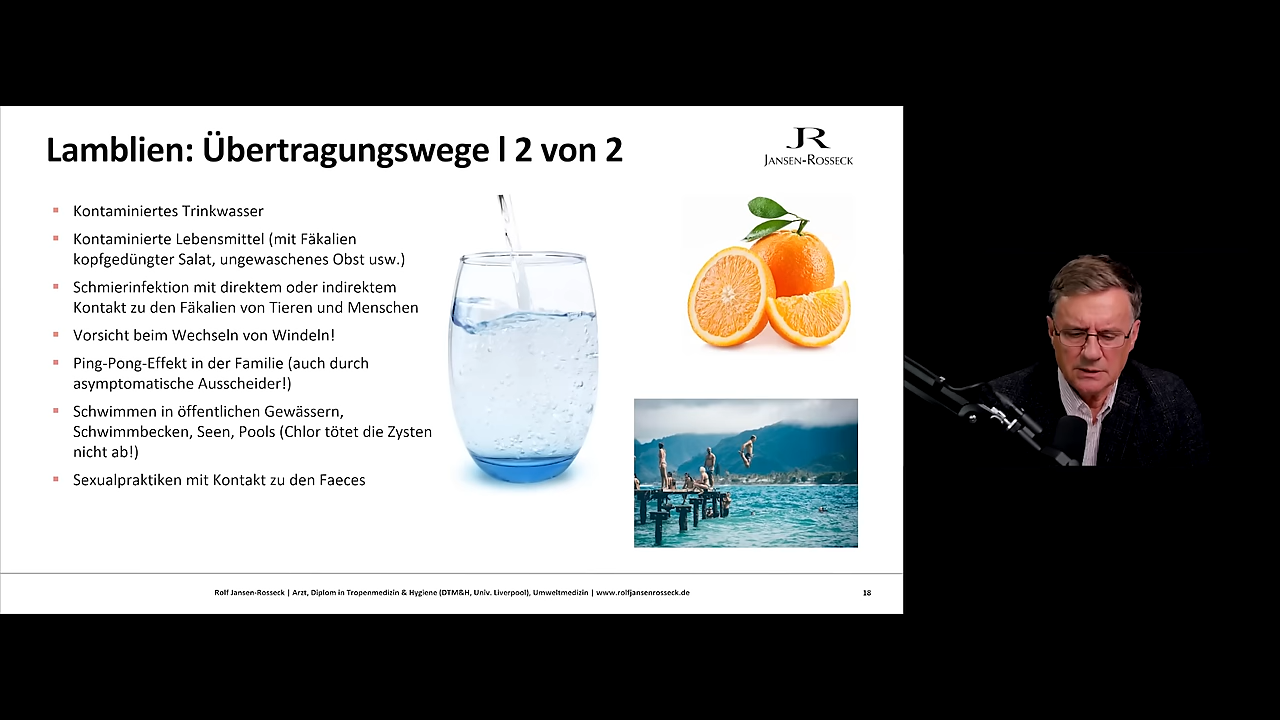 Lamblien: Übertragungswege l 2 von 2
JR
JANSEN-ROSSECK
Kontaminiertes Trinkwasser
Kontaminierte Lebensmittel (mit Fäkalien
kopfgedüngter Salat, ungewaschenes Obst usw.)
Schmierinfektion mit direktem oder indirektem
Kontakt zu den Fäkalien von Tieren und Menschen
Vorsicht beim Wechseln von Windeln!
Ping-Pong-Effekt in der Familie (auch durch
asymptomatische Ausscheider!)
Schwimmen in öffentlichen Gewässern,
Schwimmbecken, Seen, Pools (Chlor tötet die Zysten
nicht ab!)
Sexualpraktiken mit Kontakt zu den Faeces
Rolf Jansen-Rosseck | Arzt, Diplom in Tropenmedizin & Hygiene (DTM&H, Univ. Liverpool), Umweltmedizin | www.rolfjansenrosseck.de
18